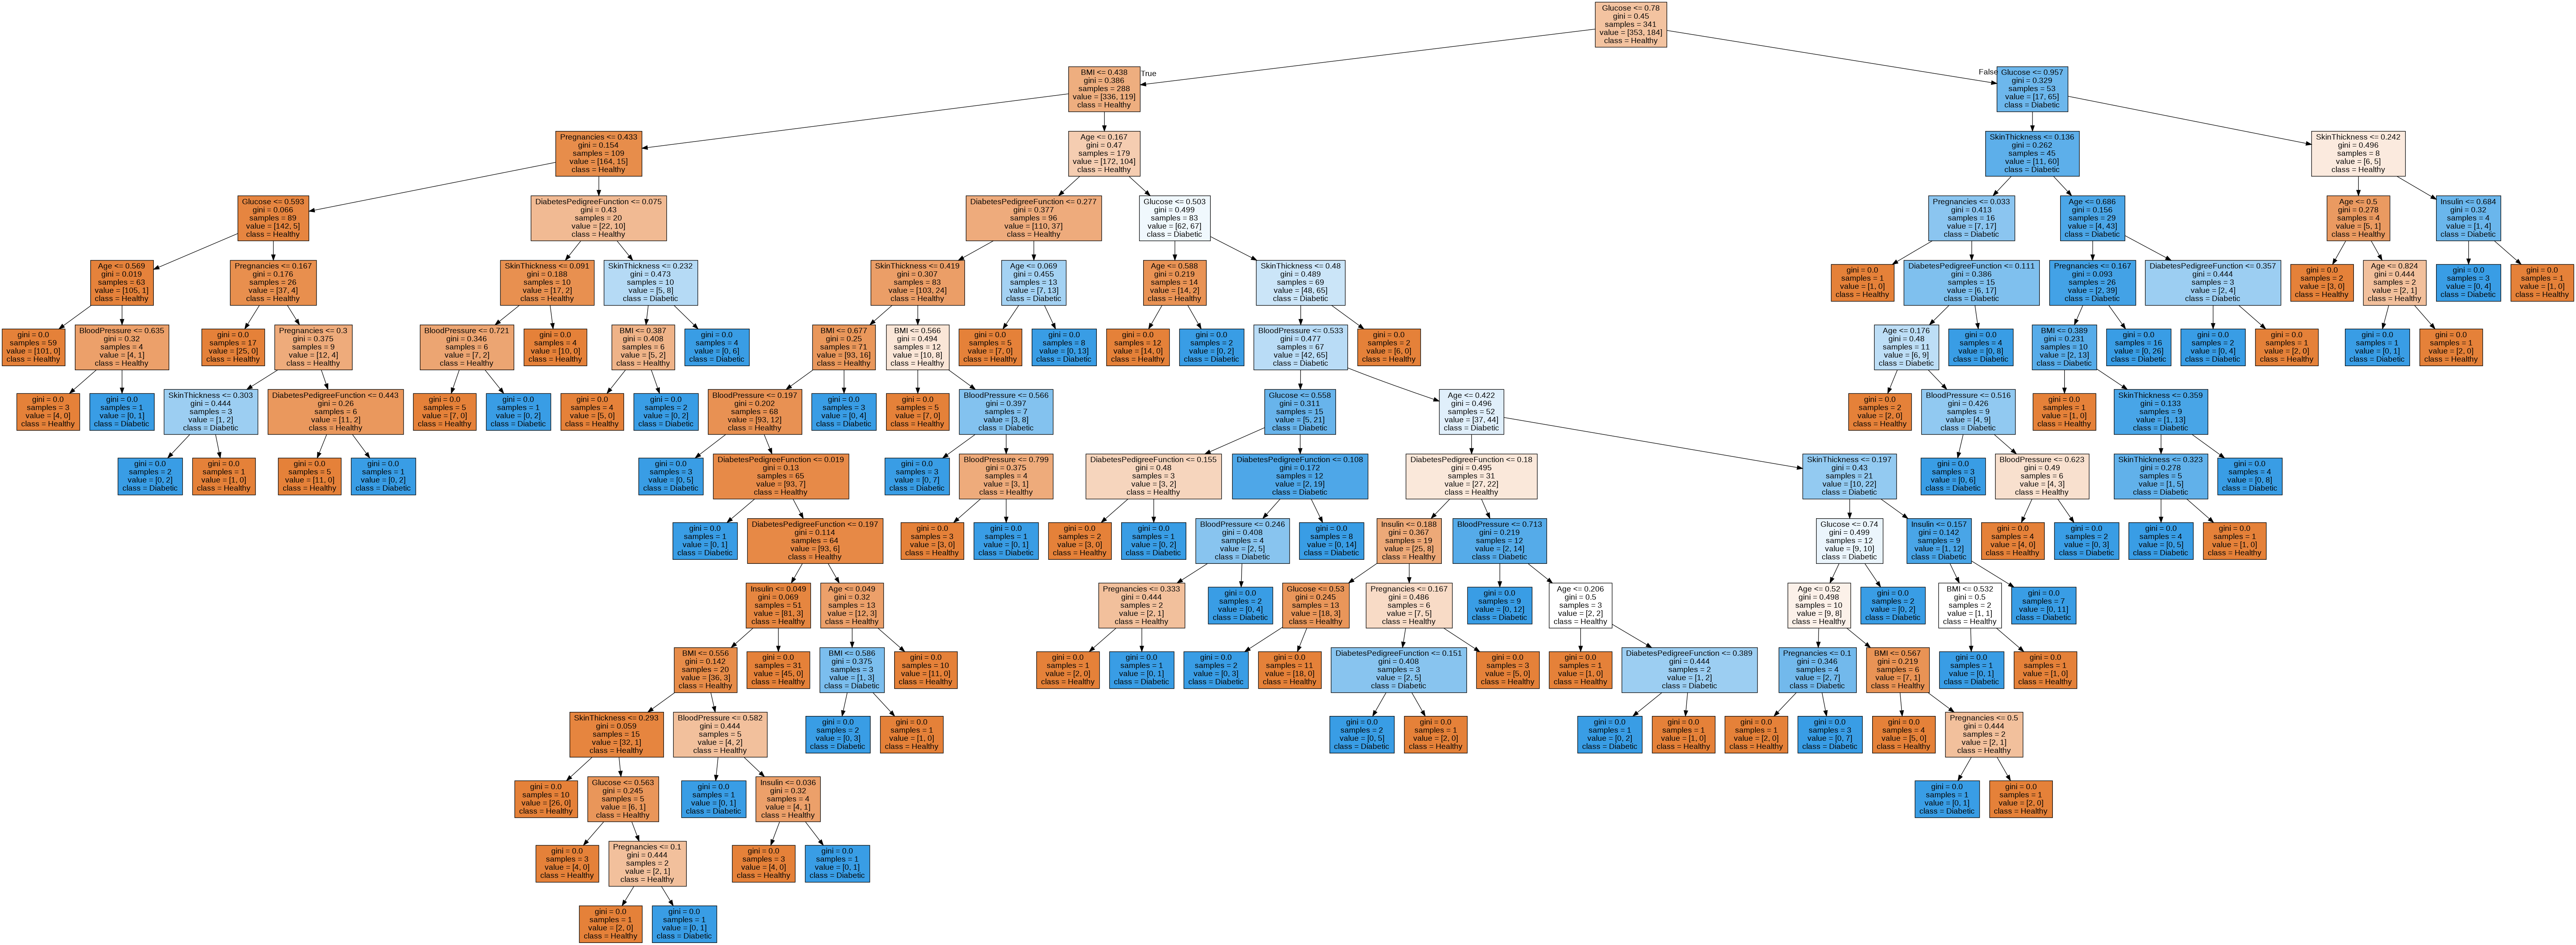 Glucose <= 0.78
gini = 0.45
samples = 341
value = [353, 184]
class = Healthy
True
False
BMI <= 0.438
gini = 0.386
samples = 288
value = [336, 119]
class = Healthy
Glucose <= 0.957
gini = 0.329
samples = 53
value = [17, 65]
class = Diabetic
Pregnancies <= 0.433
gini = 0.154
samples = 109
value = [164, 15]
class = Healthy
Age <= 0.167
gini = 0.47
samples = 179
value = [172, 104]
class = Healthy
SkinThickness <= 0.136
gini = 0.262
samples = 45
value = [11, 60]
class = Diabetic
SkinThickness <= 0.242
gini = 0.496
samples = 8
value = [6, 5]
class = Healthy
Glucose <= 0.593
gini = 0.066
samples = 89
value = [142, 5]
class = Healthy
DiabetesPedigreeFunction <= 0.075
gini = 0.43
samples = 20
value = [22, 10]
class = Healthy
DiabetesPedigreeFunction <= 0.277
gini = 0.377
samples = 96
value = [110, 37]
class = Healthy
Glucose <= 0.503
gini = 0.499
samples = 83
value = [62, 67]
class = Diabetic
Pregnancies <= 0.033
gini = 0.413
samples = 16
value = [7, 17]
class = Diabetic
Age <= 0.686
gini = 0.156
samples = 29
value = [4, 43]
class = Diabetic
Age <= 0.5
gini = 0.278
samples = 4
value = [5, 1]
class = Healthy
Insulin <= 0.684
gini = 0.32
samples = 4
value = [1, 4]
class = Diabetic
Age <= 0.569
gini = 0.019
samples = 63
value = [105, 1]
class = Healthy
Pregnancies <= 0.167
gini = 0.176
samples = 26
value = [37, 4]
class = Healthy
SkinThickness <= 0.091
gini = 0.188
samples = 10
value = [17, 2]
class = Healthy
SkinThickness <= 0.232
gini = 0.473
samples = 10
value = [5, 8]
class = Diabetic
SkinThickness <= 0.419
gini = 0.307
samples = 83
value = [103, 24]
class = Healthy
Age <= 0.069
gini = 0.455
samples = 13
value = [7, 13]
class = Diabetic
Age <= 0.588
gini = 0.219
samples = 14
value = [14, 2]
class = Healthy
SkinThickness <= 0.48
gini = 0.489
samples = 69
value = [48, 65]
class = Diabetic
gini = 0.0
samples = 1
value = [1, 0]
class = Healthy
DiabetesPedigreeFunction <= 0.111
gini = 0.386
samples = 15
value = [6, 17]
class = Diabetic
Pregnancies <= 0.167
gini = 0.093
samples = 26
value = [2, 39]
class = Diabetic
DiabetesPedigreeFunction <= 0.357
gini = 0.444
samples = 3
value = [2, 4]
class = Diabetic
gini = 0.0
samples = 2
value = [3, 0]
class = Healthy
Age <= 0.824
gini = 0.444
samples = 2
value = [2, 1]
class = Healthy
gini = 0.0
samples = 3
value = [0, 4]
class = Diabetic
gini = 0.0
samples = 1
value = [1, 0]
class = Healthy
gini = 0.0
samples = 59
value = [101, 0]
class = Healthy
BloodPressure <= 0.635
gini = 0.32
samples = 4
value = [4, 1]
class = Healthy
gini = 0.0
samples = 17
value = [25, 0]
class = Healthy
Pregnancies <= 0.3
gini = 0.375
samples = 9
value = [12, 4]
class = Healthy
BloodPressure <= 0.721
gini = 0.346
samples = 6
value = [7, 2]
class = Healthy
gini = 0.0
samples = 4
value = [10, 0]
class = Healthy
BMI <= 0.387
gini = 0.408
samples = 6
value = [5, 2]
class = Healthy
gini = 0.0
samples = 4
value = [0, 6]
class = Diabetic
BMI <= 0.677
gini = 0.25
samples = 71
value = [93, 16]
class = Healthy
BMI <= 0.566
gini = 0.494
samples = 12
value = [10, 8]
class = Healthy
gini = 0.0
samples = 5
value = [7, 0]
class = Healthy
gini = 0.0
samples = 8
value = [0, 13]
class = Diabetic
gini = 0.0
samples = 12
value = [14, 0]
class = Healthy
gini = 0.0
samples = 2
value = [0, 2]
class = Diabetic
BloodPressure <= 0.533
gini = 0.477
samples = 67
value = [42, 65]
class = Diabetic
gini = 0.0
samples = 2
value = [6, 0]
class = Healthy
Age <= 0.176
gini = 0.48
samples = 11
value = [6, 9]
class = Diabetic
gini = 0.0
samples = 4
value = [0, 8]
class = Diabetic
BMI <= 0.389
gini = 0.231
samples = 10
value = [2, 13]
class = Diabetic
gini = 0.0
samples = 16
value = [0, 26]
class = Diabetic
gini = 0.0
samples = 2
value = [0, 4]
class = Diabetic
gini = 0.0
samples = 1
value = [2, 0]
class = Healthy
gini = 0.0
samples = 1
value = [0, 1]
class = Diabetic
gini = 0.0
samples = 1
value = [2, 0]
class = Healthy
gini = 0.0
samples = 3
value = [4, 0]
class = Healthy
gini = 0.0
samples = 1
value = [0, 1]
class = Diabetic
SkinThickness <= 0.303
gini = 0.444
samples = 3
value = [1, 2]
class = Diabetic
DiabetesPedigreeFunction <= 0.443
gini = 0.26
samples = 6
value = [11, 2]
class = Healthy
gini = 0.0
samples = 5
value = [7, 0]
class = Healthy
gini = 0.0
samples = 1
value = [0, 2]
class = Diabetic
gini = 0.0
samples = 4
value = [5, 0]
class = Healthy
gini = 0.0
samples = 2
value = [0, 2]
class = Diabetic
BloodPressure <= 0.197
gini = 0.202
samples = 68
value = [93, 12]
class = Healthy
gini = 0.0
samples = 3
value = [0, 4]
class = Diabetic
gini = 0.0
samples = 5
value = [7, 0]
class = Healthy
BloodPressure <= 0.566
gini = 0.397
samples = 7
value = [3, 8]
class = Diabetic
Glucose <= 0.558
gini = 0.311
samples = 15
value = [5, 21]
class = Diabetic
Age <= 0.422
gini = 0.496
samples = 52
value = [37, 44]
class = Diabetic
gini = 0.0
samples = 2
value = [2, 0]
class = Healthy
BloodPressure <= 0.516
gini = 0.426
samples = 9
value = [4, 9]
class = Diabetic
gini = 0.0
samples = 1
value = [1, 0]
class = Healthy
SkinThickness <= 0.359
gini = 0.133
samples = 9
value = [1, 13]
class = Diabetic
gini = 0.0
samples = 2
value = [0, 2]
class = Diabetic
gini = 0.0
samples = 1
value = [1, 0]
class = Healthy
gini = 0.0
samples = 5
value = [11, 0]
class = Healthy
gini = 0.0
samples = 1
value = [0, 2]
class = Diabetic
gini = 0.0
samples = 3
value = [0, 5]
class = Diabetic
DiabetesPedigreeFunction <= 0.019
gini = 0.13
samples = 65
value = [93, 7]
class = Healthy
gini = 0.0
samples = 3
value = [0, 7]
class = Diabetic
BloodPressure <= 0.799
gini = 0.375
samples = 4
value = [3, 1]
class = Healthy
DiabetesPedigreeFunction <= 0.155
gini = 0.48
samples = 3
value = [3, 2]
class = Healthy
DiabetesPedigreeFunction <= 0.108
gini = 0.172
samples = 12
value = [2, 19]
class = Diabetic
DiabetesPedigreeFunction <= 0.18
gini = 0.495
samples = 31
value = [27, 22]
class = Healthy
SkinThickness <= 0.197
gini = 0.43
samples = 21
value = [10, 22]
class = Diabetic
gini = 0.0
samples = 3
value = [0, 6]
class = Diabetic
BloodPressure <= 0.623
gini = 0.49
samples = 6
value = [4, 3]
class = Healthy
SkinThickness <= 0.323
gini = 0.278
samples = 5
value = [1, 5]
class = Diabetic
gini = 0.0
samples = 4
value = [0, 8]
class = Diabetic
gini = 0.0
samples = 1
value = [0, 1]
class = Diabetic
DiabetesPedigreeFunction <= 0.197
gini = 0.114
samples = 64
value = [93, 6]
class = Healthy
gini = 0.0
samples = 3
value = [3, 0]
class = Healthy
gini = 0.0
samples = 1
value = [0, 1]
class = Diabetic
gini = 0.0
samples = 2
value = [3, 0]
class = Healthy
gini = 0.0
samples = 1
value = [0, 2]
class = Diabetic
BloodPressure <= 0.246
gini = 0.408
samples = 4
value = [2, 5]
class = Diabetic
gini = 0.0
samples = 8
value = [0, 14]
class = Diabetic
Insulin <= 0.188
gini = 0.367
samples = 19
value = [25, 8]
class = Healthy
BloodPressure <= 0.713
gini = 0.219
samples = 12
value = [2, 14]
class = Diabetic
Glucose <= 0.74
gini = 0.499
samples = 12
value = [9, 10]
class = Diabetic
Insulin <= 0.157
gini = 0.142
samples = 9
value = [1, 12]
class = Diabetic
gini = 0.0
samples = 4
value = [4, 0]
class = Healthy
gini = 0.0
samples = 2
value = [0, 3]
class = Diabetic
gini = 0.0
samples = 4
value = [0, 5]
class = Diabetic
gini = 0.0
samples = 1
value = [1, 0]
class = Healthy
Insulin <= 0.049
gini = 0.069
samples = 51
value = [81, 3]
class = Healthy
Age <= 0.049
gini = 0.32
samples = 13
value = [12, 3]
class = Healthy
Pregnancies <= 0.333
gini = 0.444
samples = 2
value = [2, 1]
class = Healthy
gini = 0.0
samples = 2
value = [0, 4]
class = Diabetic
Glucose <= 0.53
gini = 0.245
samples = 13
value = [18, 3]
class = Healthy
Pregnancies <= 0.167
gini = 0.486
samples = 6
value = [7, 5]
class = Healthy
gini = 0.0
samples = 9
value = [0, 12]
class = Diabetic
Age <= 0.206
gini = 0.5
samples = 3
value = [2, 2]
class = Healthy
Age <= 0.52
gini = 0.498
samples = 10
value = [9, 8]
class = Healthy
gini = 0.0
samples = 2
value = [0, 2]
class = Diabetic
BMI <= 0.532
gini = 0.5
samples = 2
value = [1, 1]
class = Healthy
gini = 0.0
samples = 7
value = [0, 11]
class = Diabetic
BMI <= 0.556
gini = 0.142
samples = 20
value = [36, 3]
class = Healthy
gini = 0.0
samples = 31
value = [45, 0]
class = Healthy
BMI <= 0.586
gini = 0.375
samples = 3
value = [1, 3]
class = Diabetic
gini = 0.0
samples = 10
value = [11, 0]
class = Healthy
gini = 0.0
samples = 1
value = [2, 0]
class = Healthy
gini = 0.0
samples = 1
value = [0, 1]
class = Diabetic
gini = 0.0
samples = 2
value = [0, 3]
class = Diabetic
gini = 0.0
samples = 11
value = [18, 0]
class = Healthy
DiabetesPedigreeFunction <= 0.151
gini = 0.408
samples = 3
value = [2, 5]
class = Diabetic
gini = 0.0
samples = 3
value = [5, 0]
class = Healthy
gini = 0.0
samples = 1
value = [1, 0]
class = Healthy
DiabetesPedigreeFunction <= 0.389
gini = 0.444
samples = 2
value = [1, 2]
class = Diabetic
Pregnancies <= 0.1
gini = 0.346
samples = 4
value = [2, 7]
class = Diabetic
BMI <= 0.567
gini = 0.219
samples = 6
value = [7, 1]
class = Healthy
gini = 0.0
samples = 1
value = [0, 1]
class = Diabetic
gini = 0.0
samples = 1
value = [1, 0]
class = Healthy
SkinThickness <= 0.293
gini = 0.059
samples = 15
value = [32, 1]
class = Healthy
BloodPressure <= 0.582
gini = 0.444
samples = 5
value = [4, 2]
class = Healthy
gini = 0.0
samples = 2
value = [0, 3]
class = Diabetic
gini = 0.0
samples = 1
value = [1, 0]
class = Healthy
gini = 0.0
samples = 2
value = [0, 5]
class = Diabetic
gini = 0.0
samples = 1
value = [2, 0]
class = Healthy
gini = 0.0
samples = 1
value = [0, 2]
class = Diabetic
gini = 0.0
samples = 1
value = [1, 0]
class = Healthy
gini = 0.0
samples = 1
value = [2, 0]
class = Healthy
gini = 0.0
samples = 3
value = [0, 7]
class = Diabetic
gini = 0.0
samples = 4
value = [5, 0]
class = Healthy
Pregnancies <= 0.5
gini = 0.444
samples = 2
value = [2, 1]
class = Healthy
gini = 0.0
samples = 10
value = [26, 0]
class = Healthy
Glucose <= 0.563
gini = 0.245
samples = 5
value = [6, 1]
class = Healthy
gini = 0.0
samples = 1
value = [0, 1]
class = Diabetic
Insulin <= 0.036
gini = 0.32
samples = 4
value = [4, 1]
class = Healthy
gini = 0.0
samples = 1
value = [0, 1]
class = Diabetic
gini = 0.0
samples = 1
value = [2, 0]
class = Healthy
gini = 0.0
samples = 3
value = [4, 0]
class = Healthy
Pregnancies <= 0.1
gini = 0.444
samples = 2
value = [2, 1]
class = Healthy
gini = 0.0
samples = 3
value = [4, 0]
class = Healthy
gini = 0.0
samples = 1
value = [0, 1]
class = Diabetic
gini = 0.0
samples = 1
value = [2, 0]
class = Healthy
gini = 0.0
samples = 1
value = [0, 1]
class = Diabetic